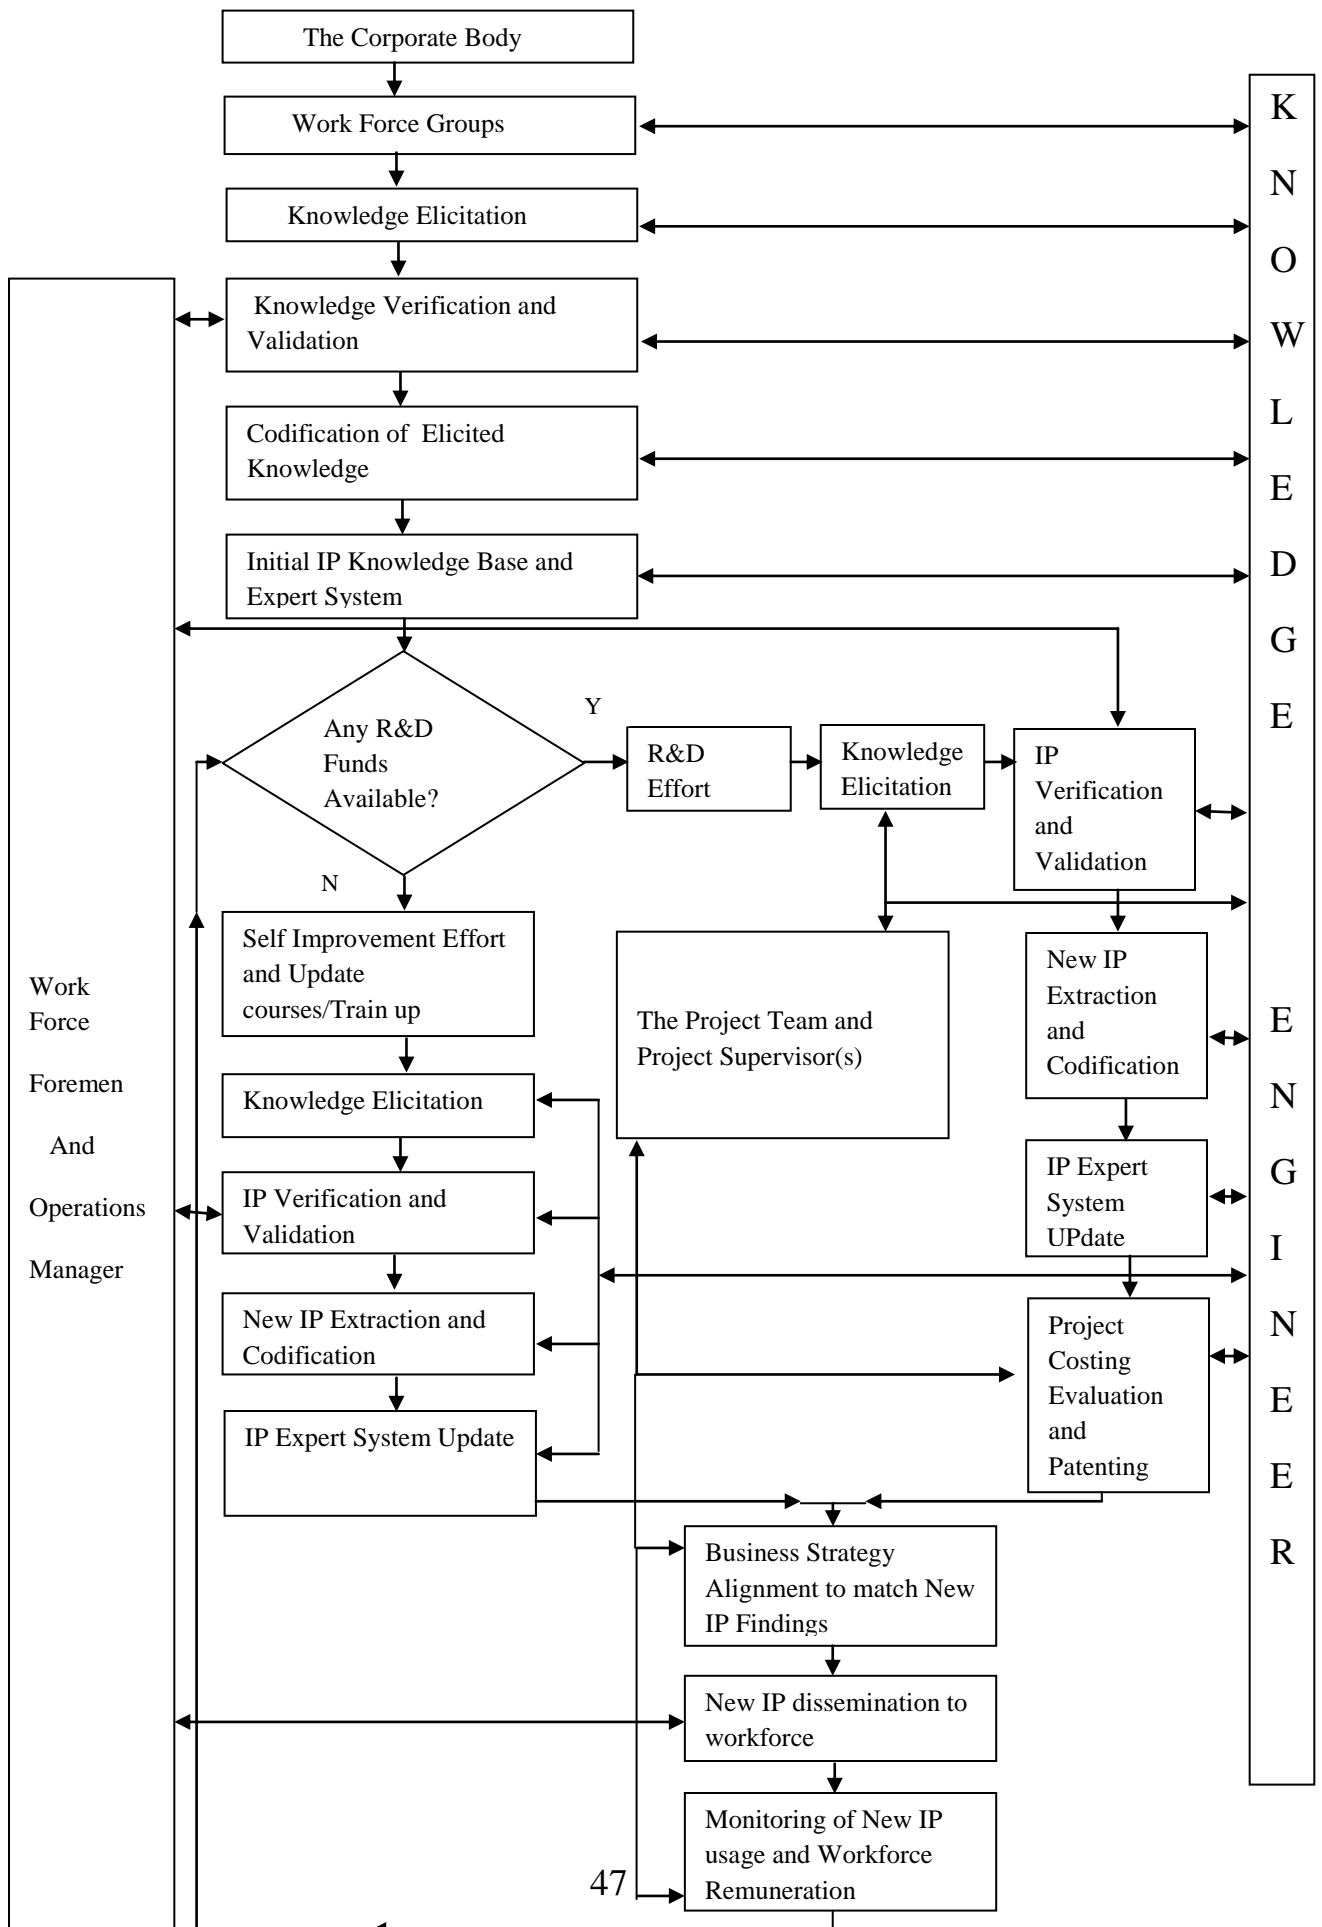 The Corporate Body
Work Force Groups
Knowledge Elicitation
Knowledge Verification and
Validation
Codification of Elicited
Knowledge
Initial IP Knowledge Base and
Expert System
Any R&D
Funds
Available?
Y
N
R&D
Effort
Knowledge
Elicitation
IP
Verification
and
Validation
Self Improvement Effort
and Update
courses/Train up
The Project Team and
Project Supervisor(s)
New IP
Extraction
and
Codification
Knowledge Elicitation
IP Verification and
Validation
IP Expert
System
UPdate
New IP Extraction and
Codification
Project
Costing
Evaluation
and
Patenting
IP Expert System Update
Business Strategy
Alignment to match New
IP Findings
New IP dissemination to
workforce
Monitoring of New IP
usage and Workforce
Remuneration
47
Work
Force
Foremen
And
Operations
Manager
K
N
O
W
L
E
D
G
E
E
N
G
I
N
E
E
R